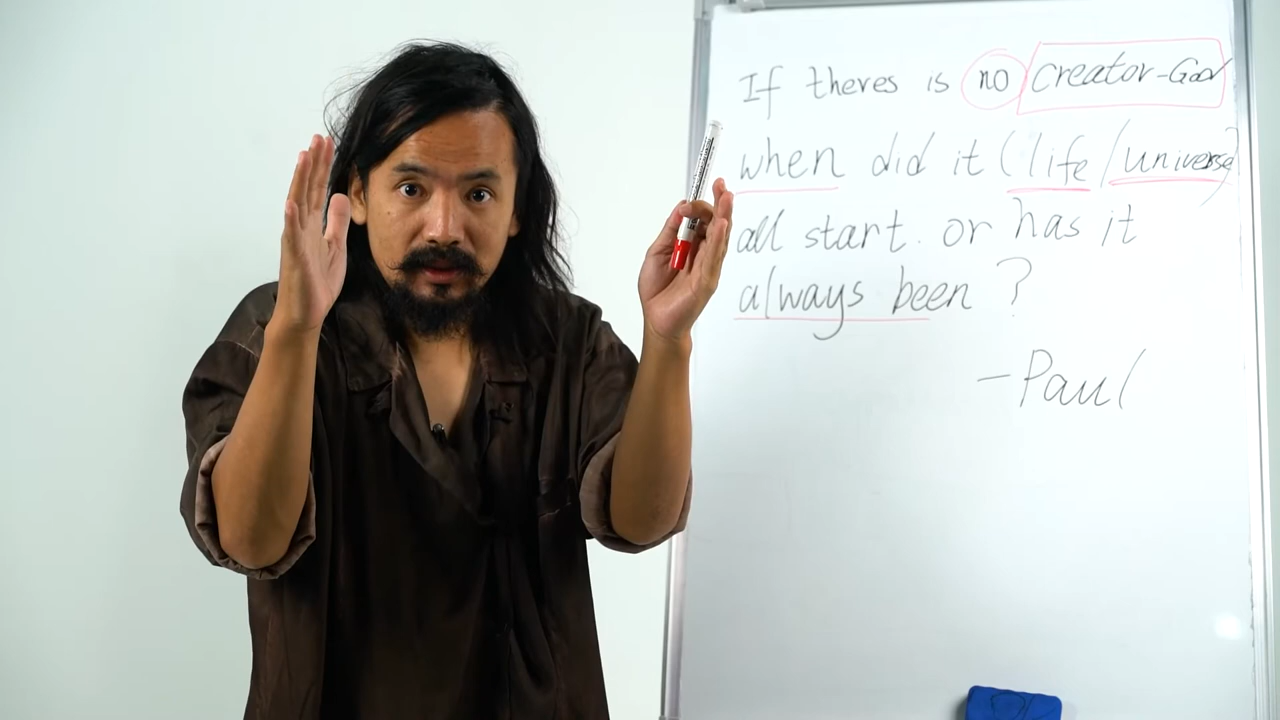 If theres is no Creator-God
when did it (life/universe)
all start. or has it
always been?
-Paul